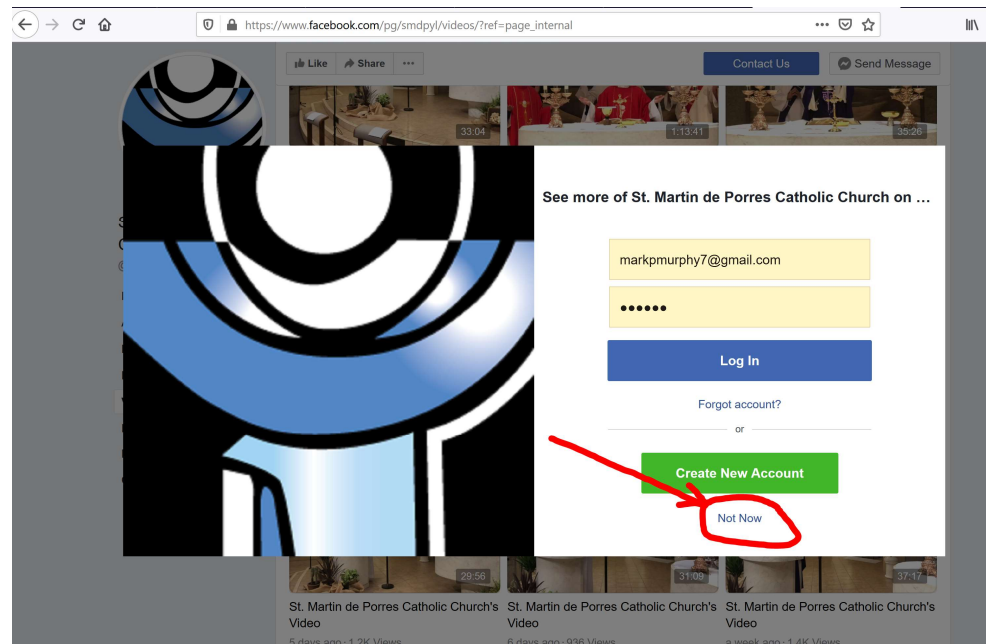 https://www.facebook.com/pg/smdpyl/videos/?ref=page_internal
Like Share
Contact Us
Send Message
33:04
1:13:41
35:26
See more of St. Martin de Porres Catholic Church on ...
markpmurphy7@gmail.com
••••••
Log In
Forgot account?
or
Create New Account
Not Now
29:56
31:09
37:17
St. Martin de Porres Catholic Church's Video
St. Martin de Porres Catholic Church's Video
St. Martin de Porres Catholic Church's Video
5 days ago · 1.2K Views
6 days ago · 936 Views
a week ago · 1.4K Views